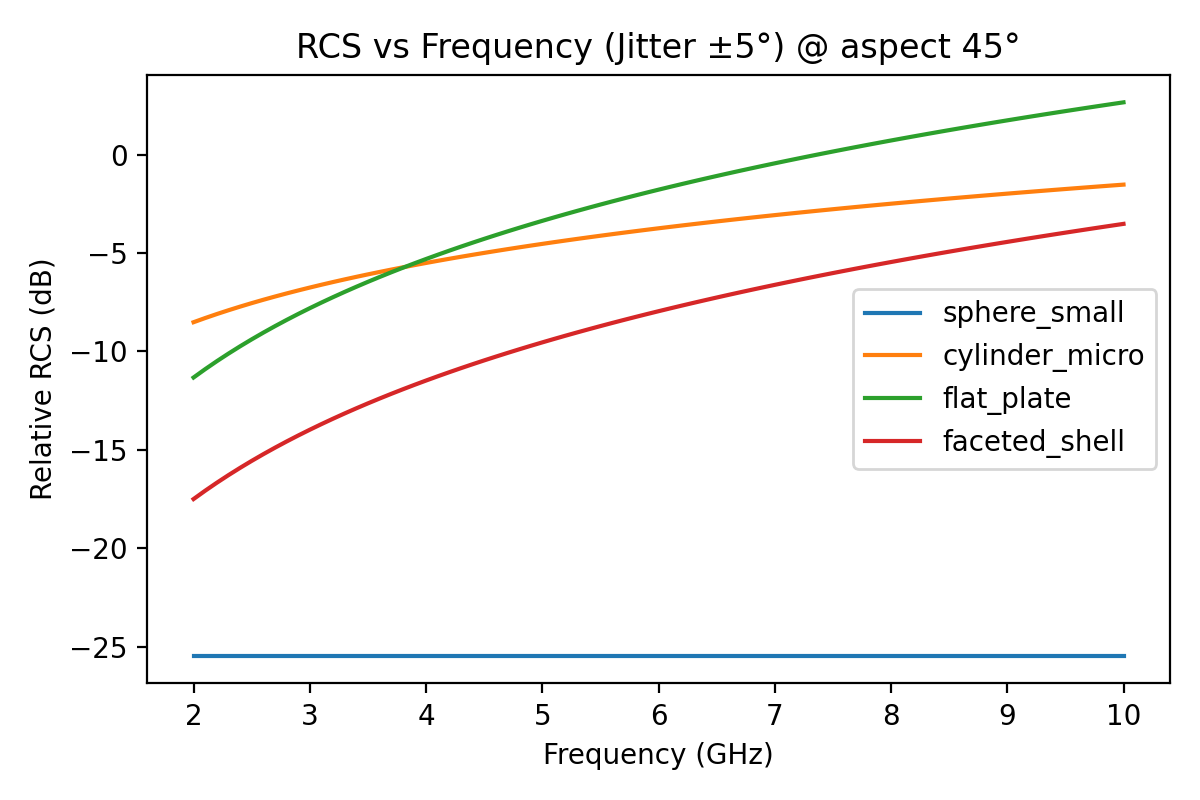 RCS vs Frequency (Jitter ±5°) @ aspect 45°
Relative RCS (dB)
0
−5
−10
−15
−20
−25
sphere_small
cylinder_micro
flat_plate
faceted_shell
2 3 4 5 6 7 8 9 10
Frequency (GHz)